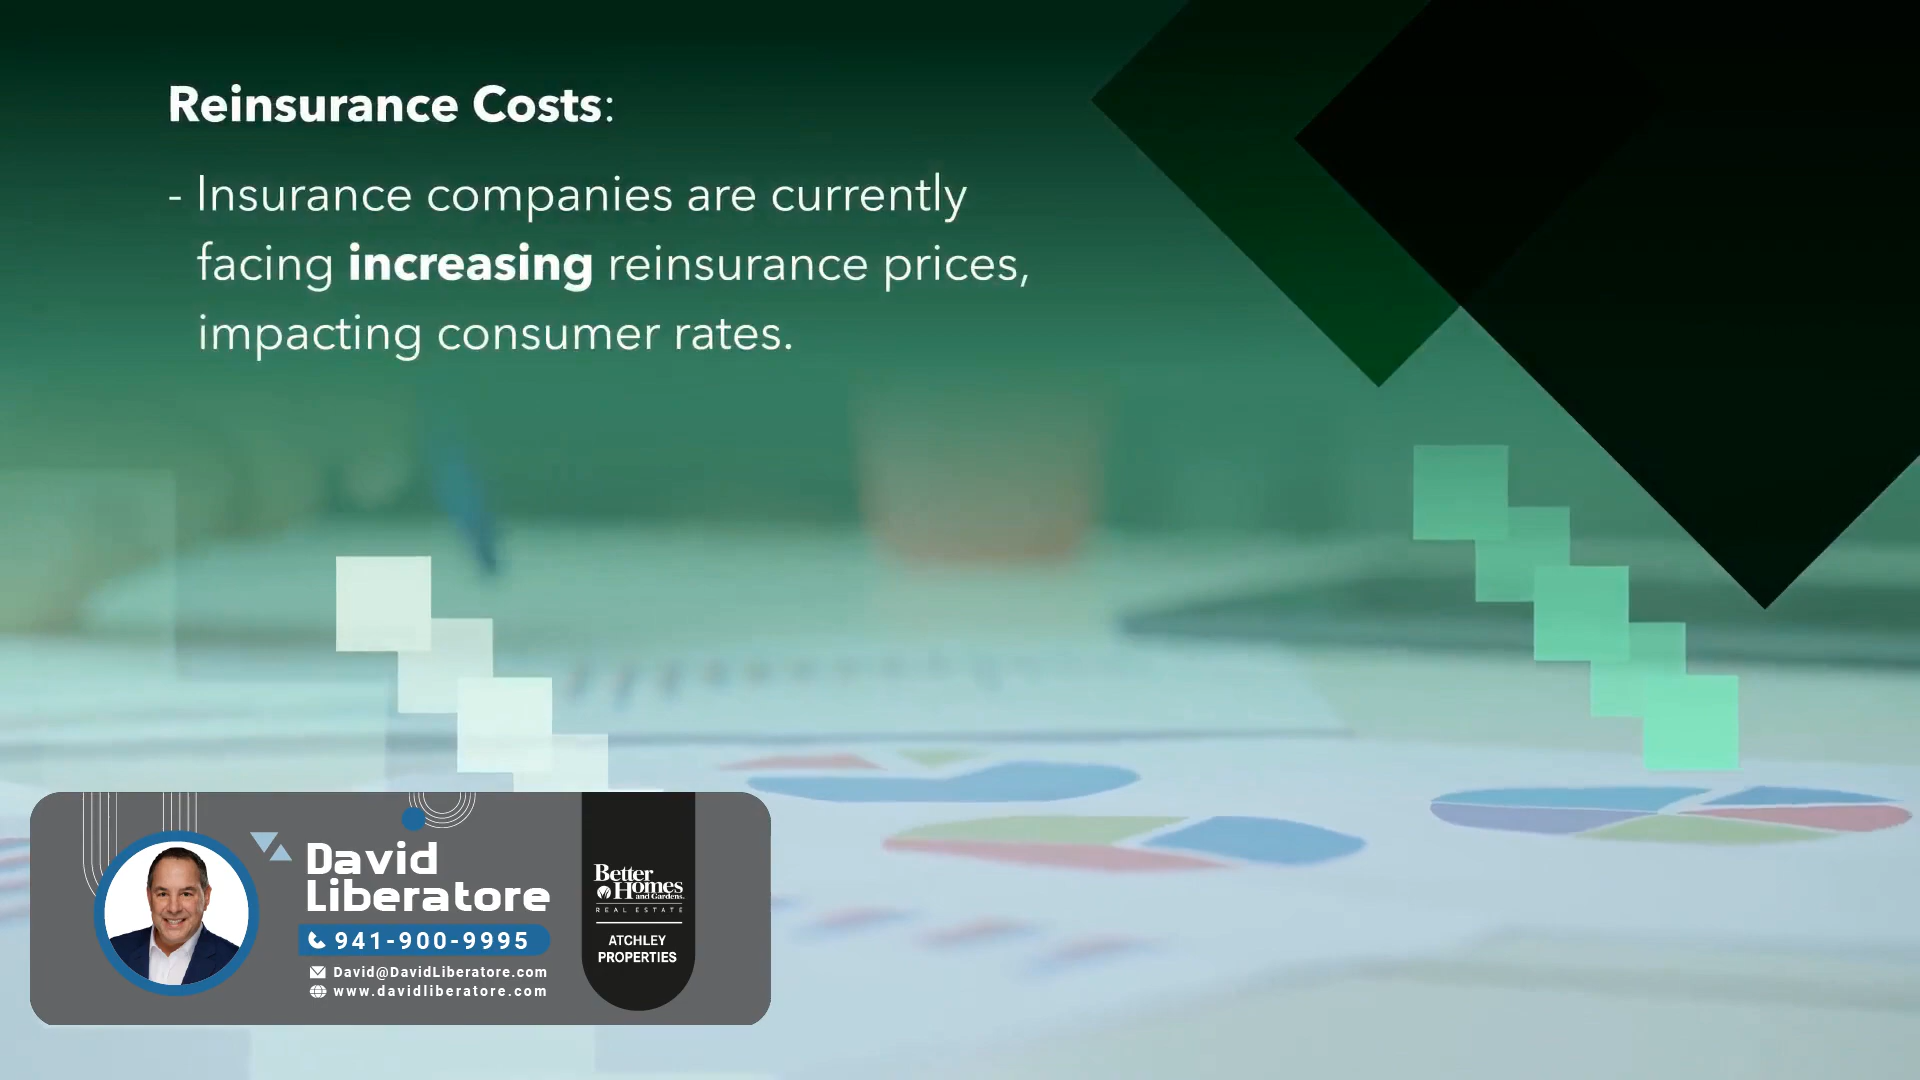 Reinsurance Costs:
- Insurance companies are currently
facing increasing reinsurance prices,
impacting consumer rates.
David
Liberatore
941-900-9995
David@DavidLiberatore.com
www.davidliberatore.com
Better
Homes
and Gardens.
REAL ESTATE
ATCHLEY
PROPERTIES